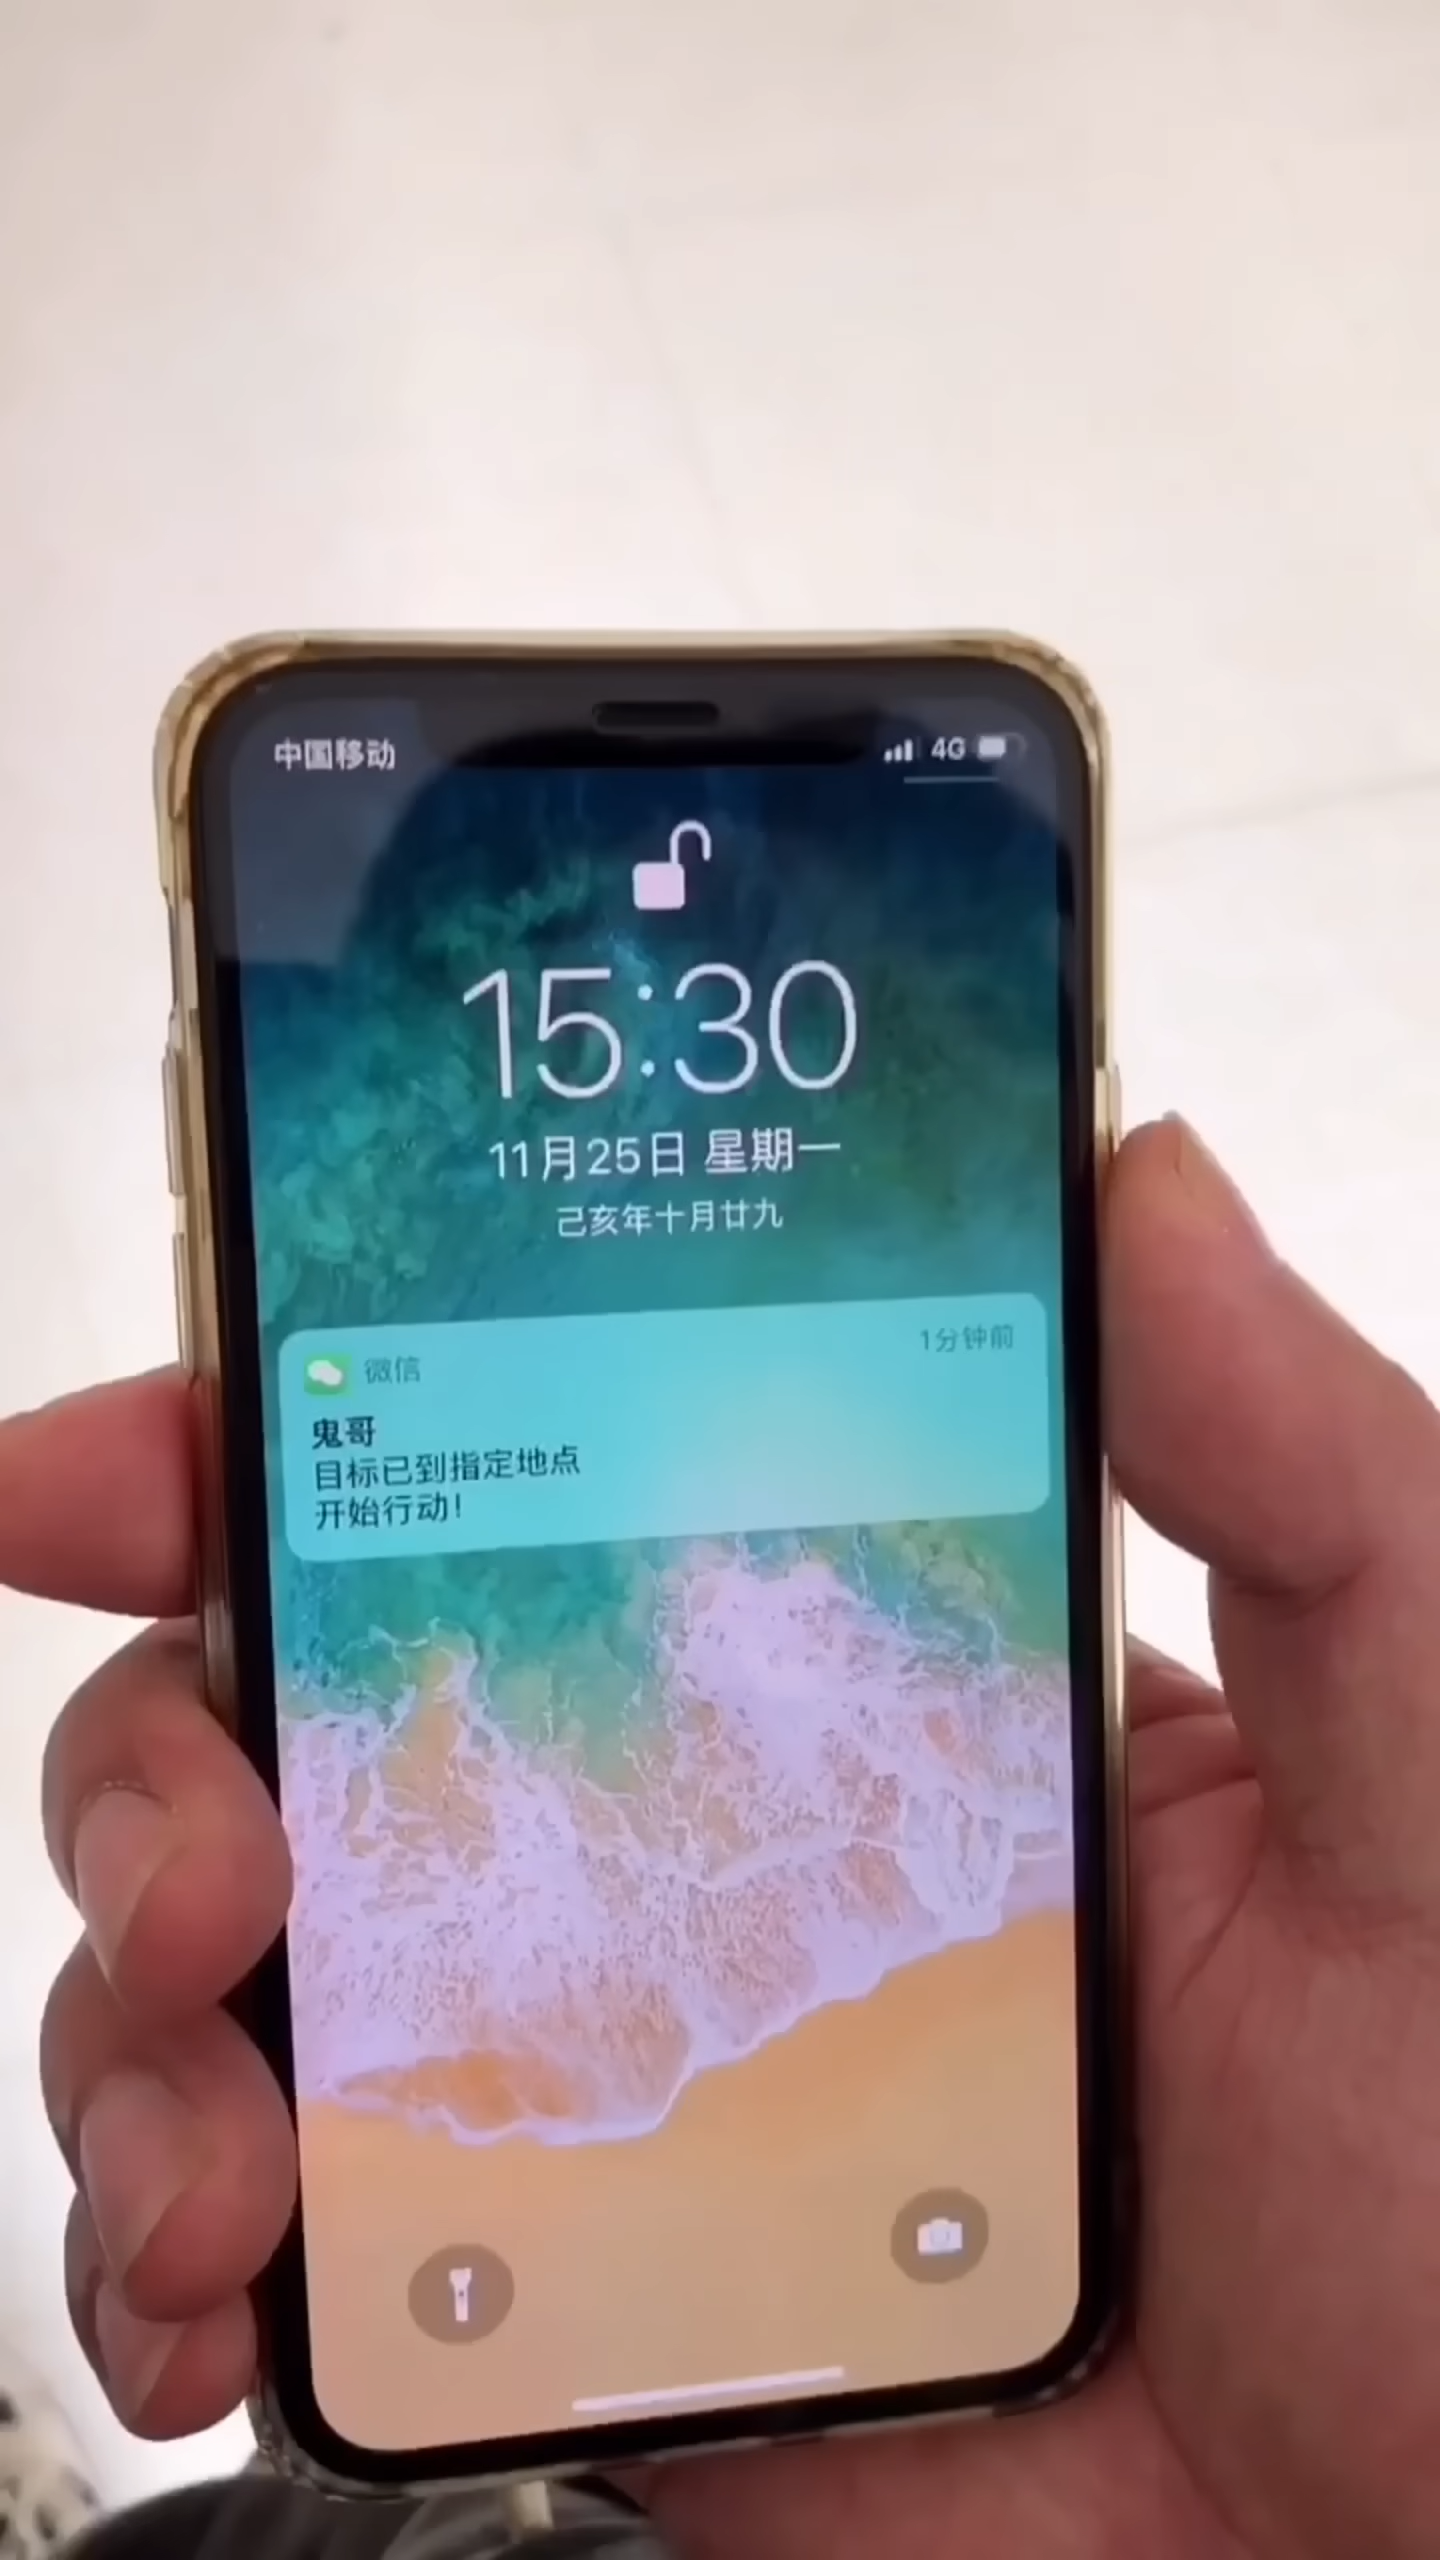 中国移动 4G
15:30
11月25日 星期一
己亥年十月廿九
微信 1分钟前
鬼哥
目标已到指定地点
开始行动!